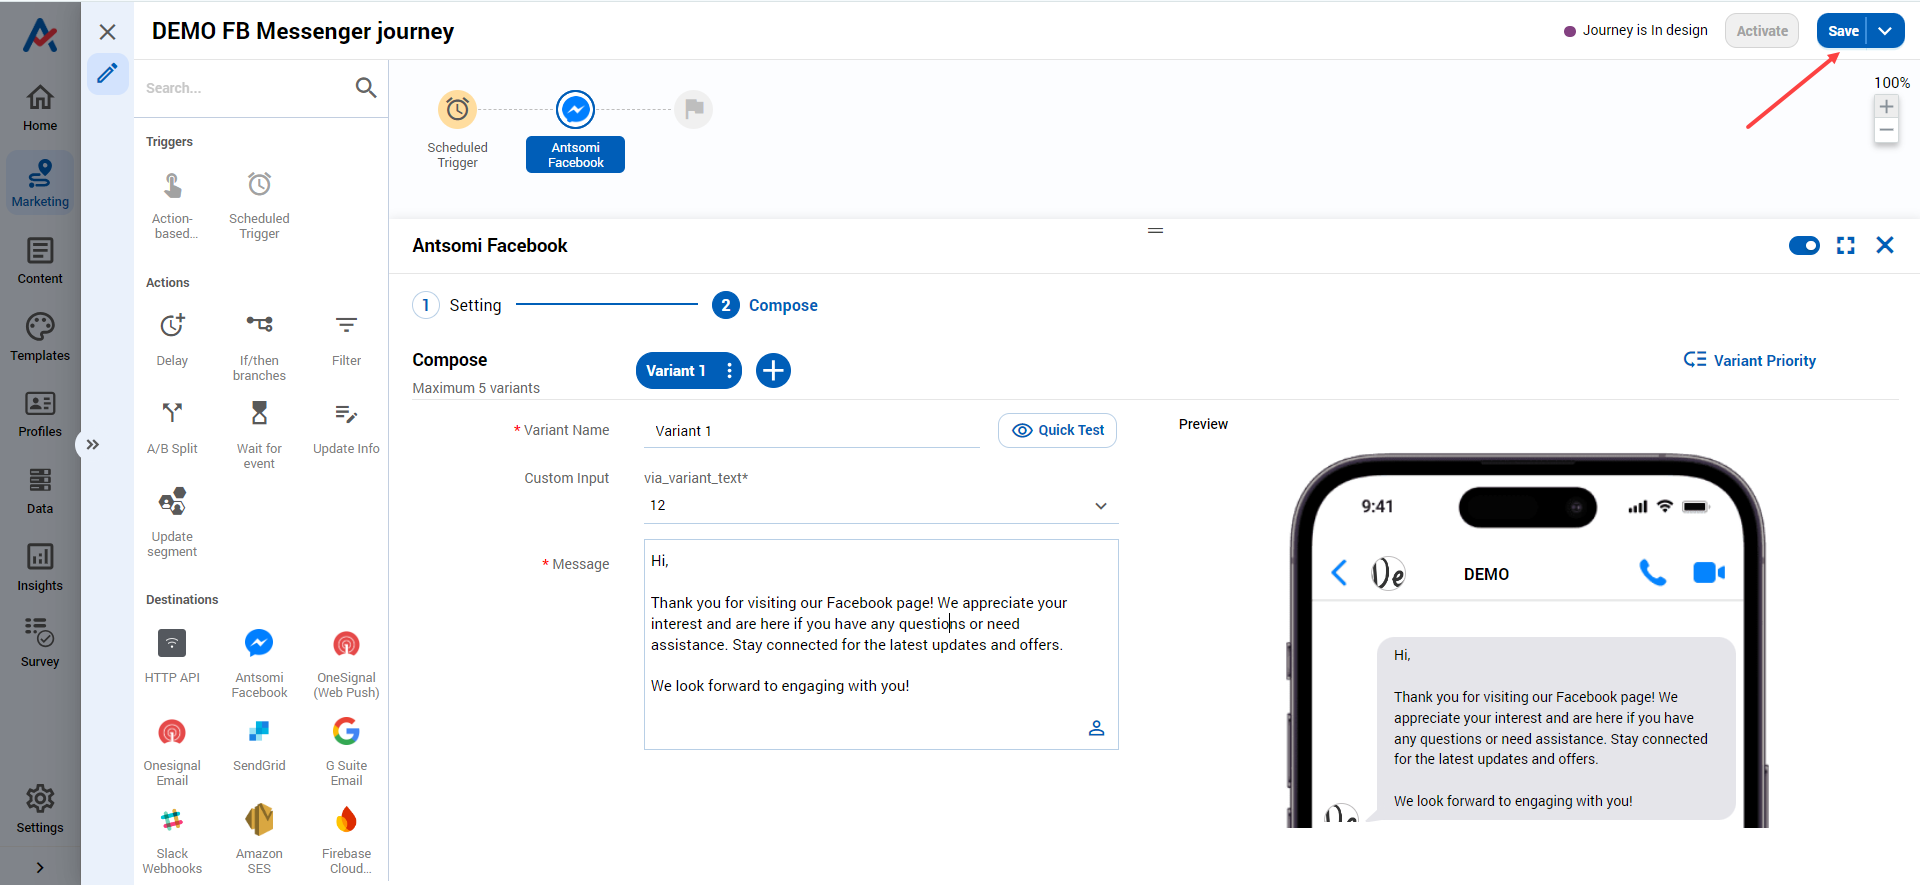 DEMO FB Messenger journey
Journey is In design
Activate
Save
Home
Marketing
Content
Templates
Profiles
Data
Insights
Survey
Settings
Search...
Triggers
Action-
based...
Scheduled
Trigger
Actions
Delay
If/then
branches
Filter
A/B Split
Wait for
event
Update Info
Update
segment
Destinations
HTTP API
Antsomi
Facebook
OneSignal
(Web Push)
Onesignal
Email
SendGrid
G Suite
Email
Slack
Webhooks
Amazon
SES
Firebase
Cloud...
Scheduled
Trigger
Antsomi
Facebook
100%
Antsomi Facebook
1 Setting
2 Compose
Compose
Maximum 5 variants
Variant 1
Variant Priority
* Variant Name
Variant 1
Quick Test
Custom Input
via_variant_text*
12
* Message
Hi,
Thank you for visiting our Facebook page! We appreciate your
interest and are here if you have any questions or need
assistance. Stay connected for the latest updates and offers.
We look forward to engaging with you!
Preview
9:41
De
DEMO
Hi,
Thank you for visiting our Facebook page! We
appreciate your interest and are here if you have
any questions or need assistance. Stay connected
for the latest updates and offers.
We look forward to engaging with you!
De